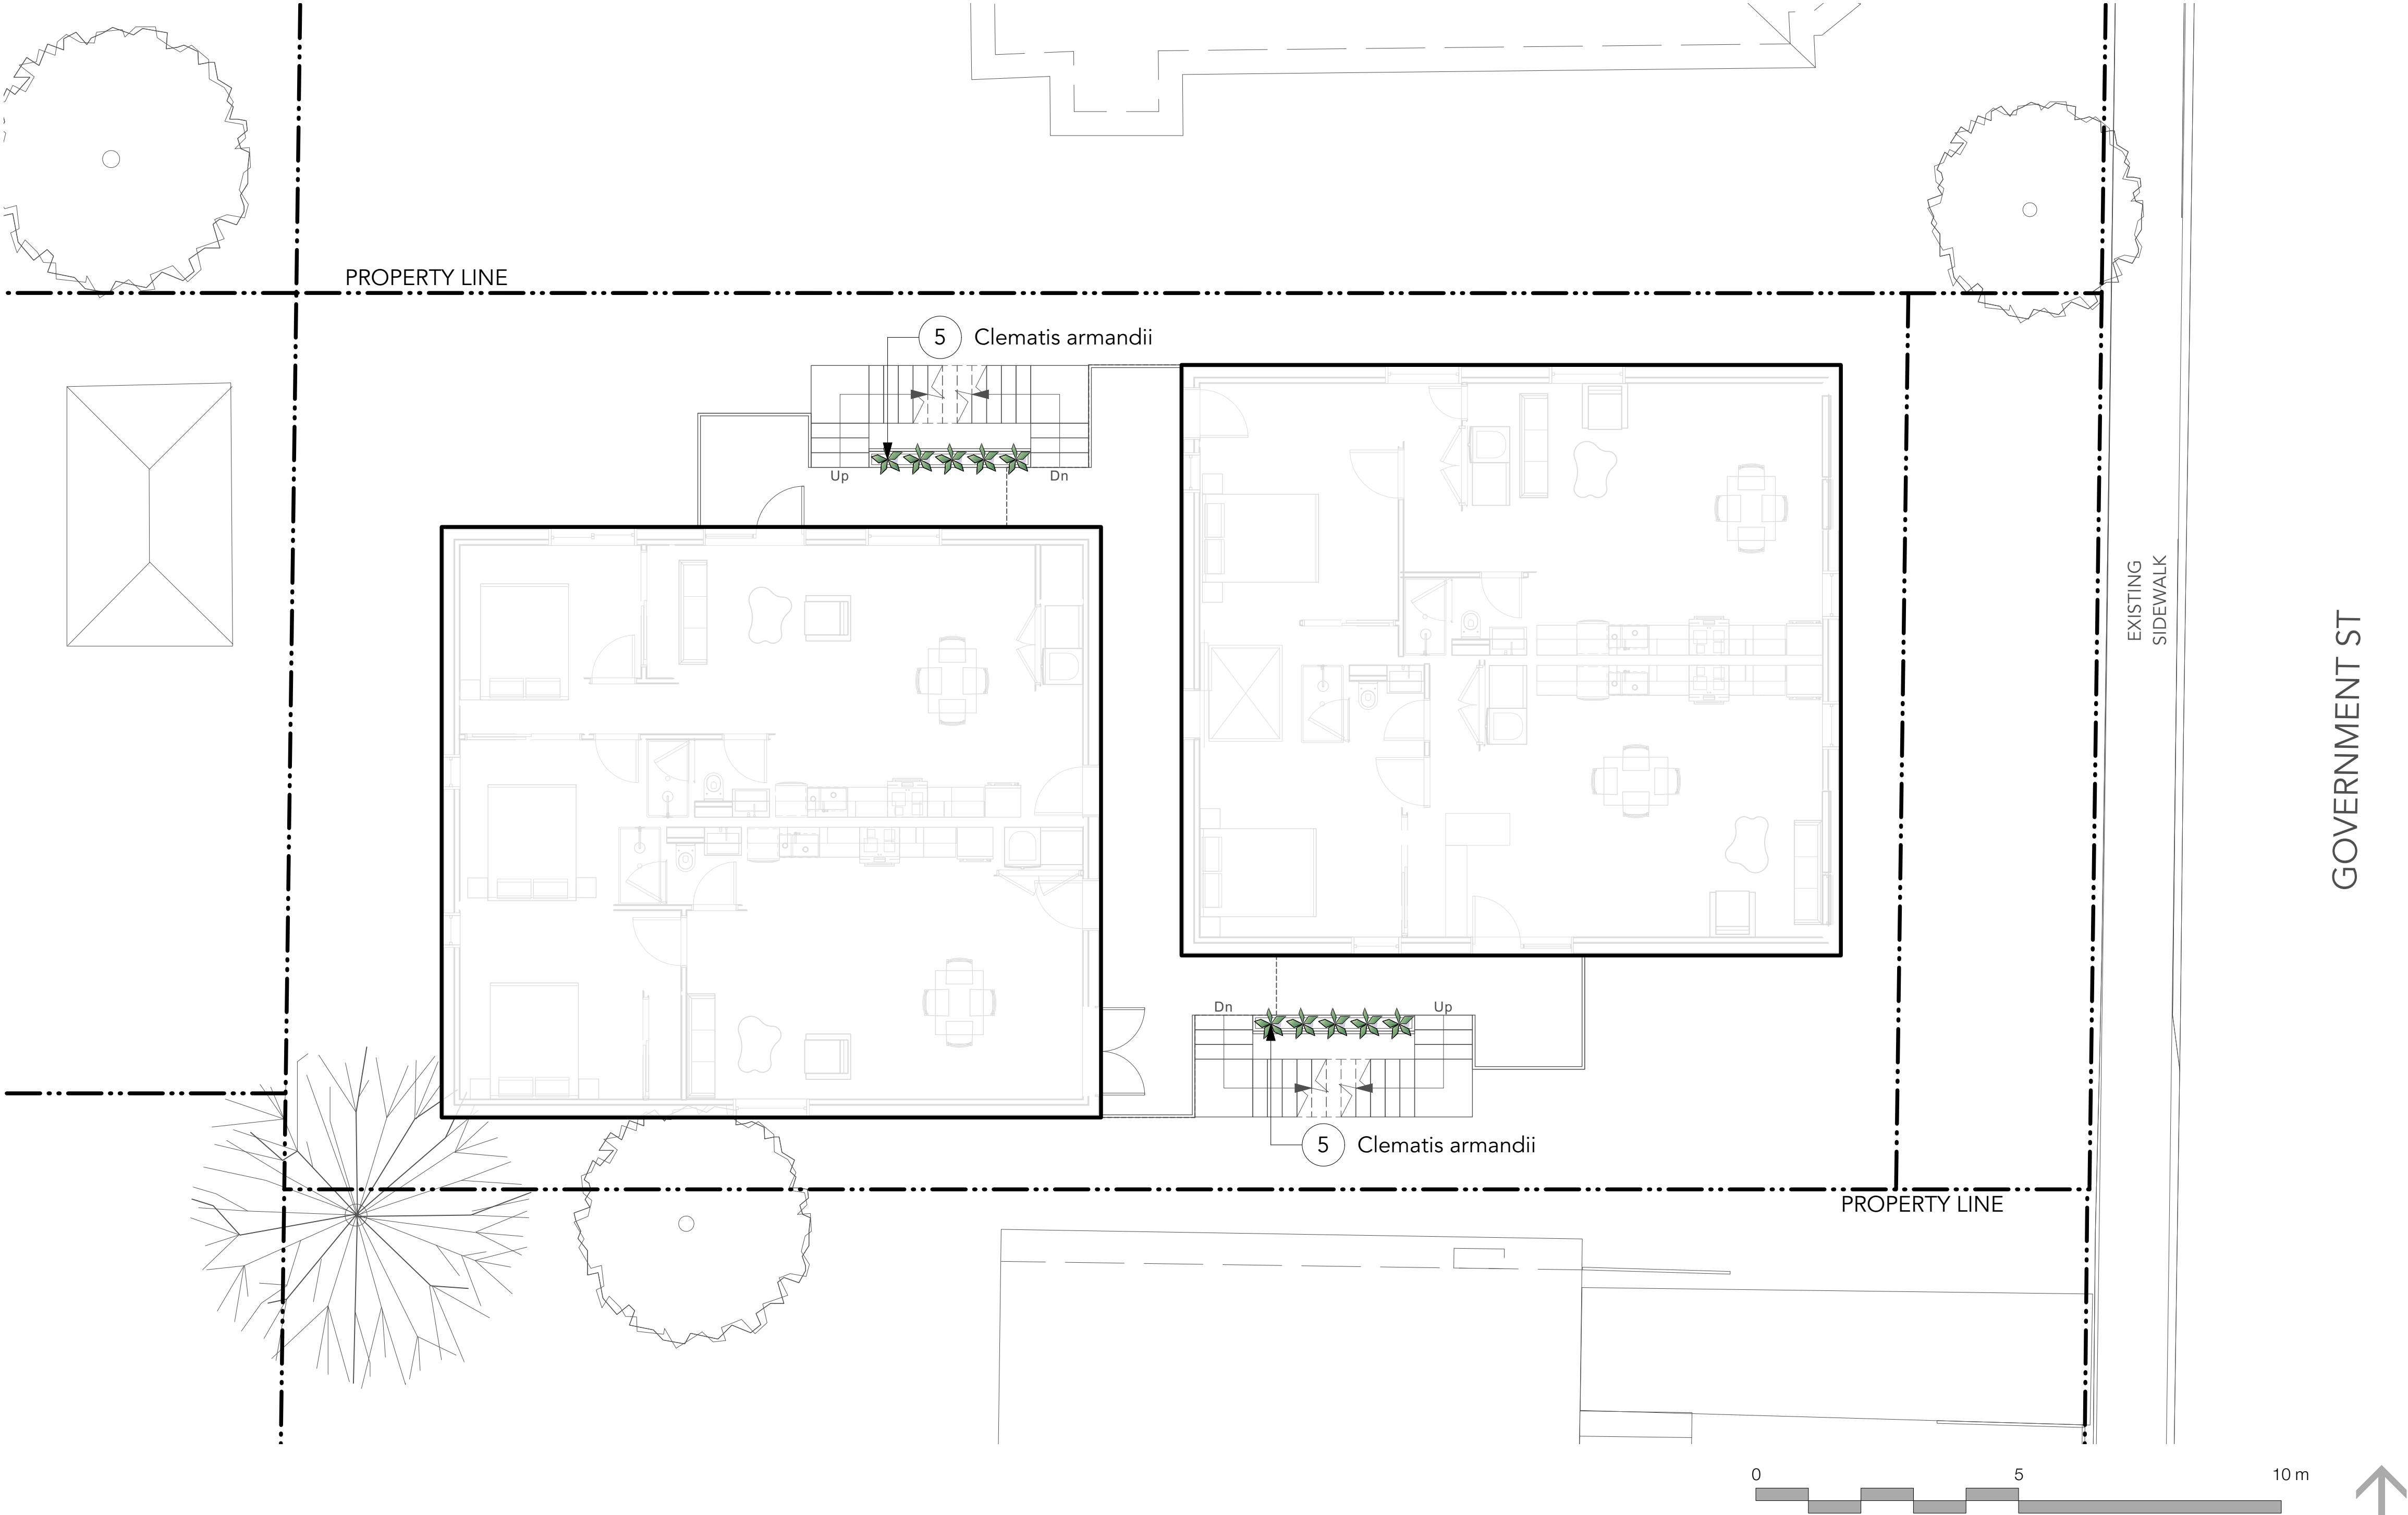 PROPERTY LINE
5 Clematis armandii
Up
Dn
EXISTING
SIDEWALK
GOVERNMENT ST
Dn
Up
5 Clematis armandii
PROPERTY LINE
0 5 10 m